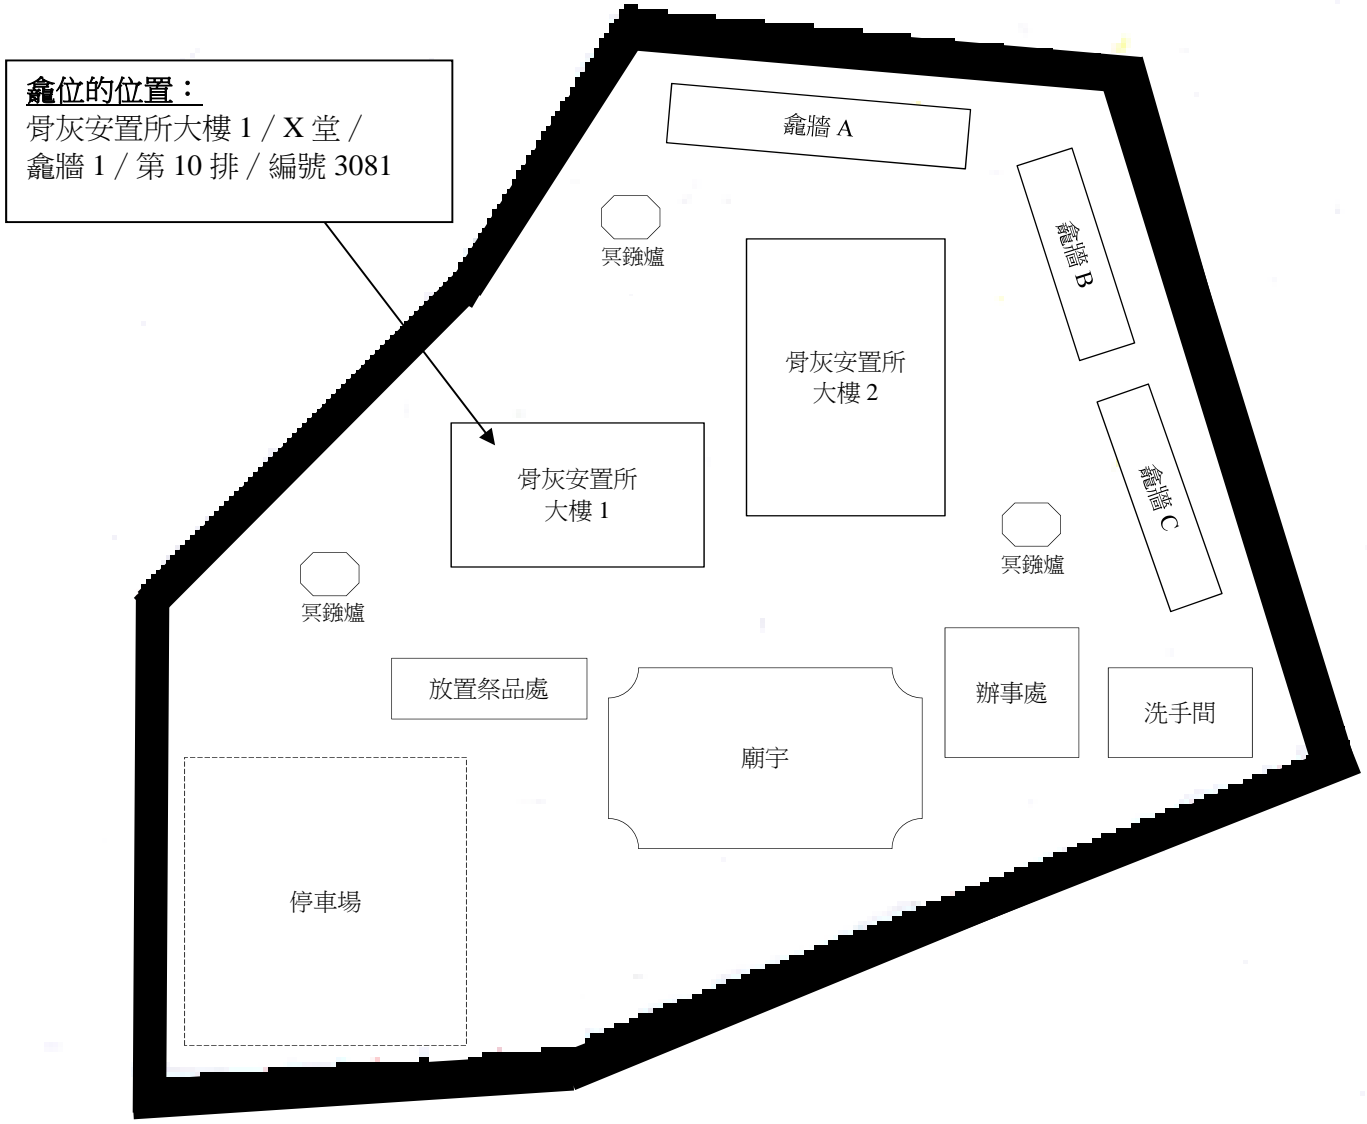 龕位的位置：
骨灰安置所大樓 1 / X 堂 /
龕牆 1 / 第 10 排 / 編號 3081
龕牆 A
龕牆 B
冥鏹爐
骨灰安置所
大樓 2
龕牆 C
骨灰安置所
大樓 1
冥鏹爐
冥鏹爐
放置祭品處
辦事處
洗手間
廟宇
停車場